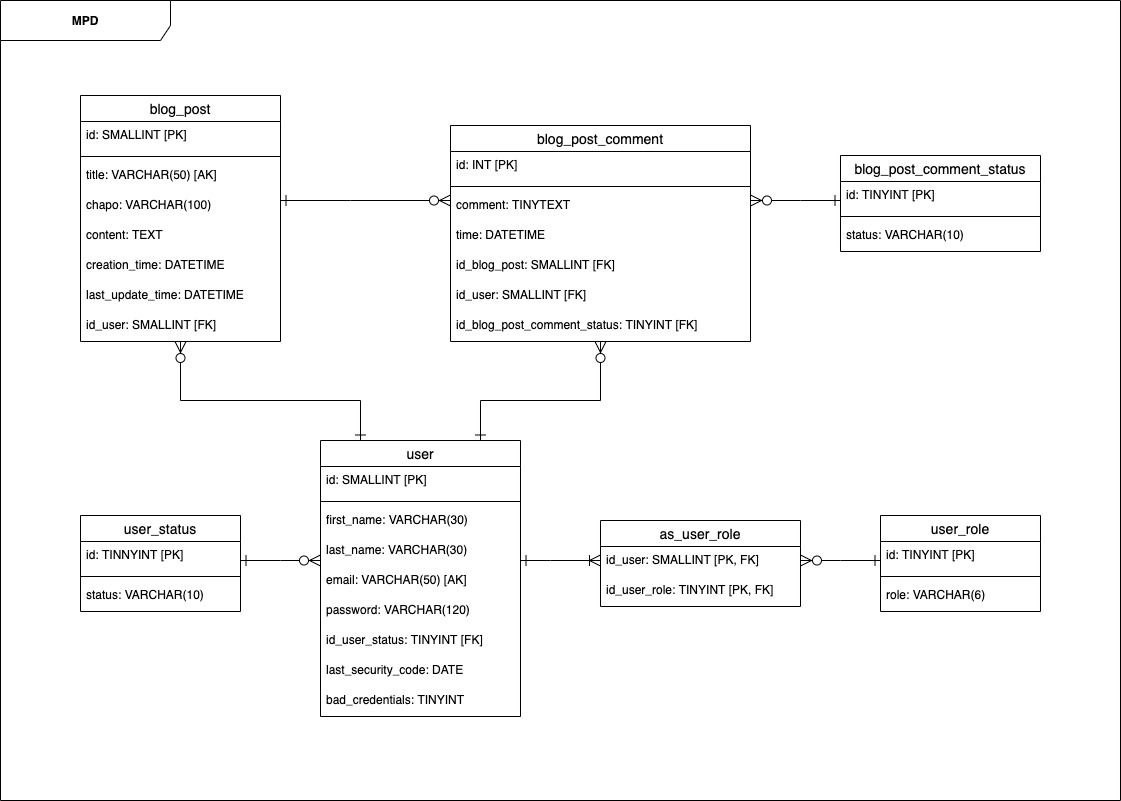 MPD
blog_post
id: SMALLINT [PK]
title: VARCHAR(50) [AK]
chapo: VARCHAR(100)
content: TEXT
creation_time: DATETIME
last_update_time: DATETIME
id_user: SMALLINT [FK]
blog_post_comment
id: INT [PK]
comment: TINYTEXT
time: DATETIME
id_blog_post: SMALLINT [FK]
id_user: SMALLINT [FK]
id_blog_post_comment_status: TINYINT [FK]
blog_post_comment_status
id: TINYINT [PK]
status: VARCHAR(10)
user_status
id: TINNYINT [PK]
status: VARCHAR(10)
user
id: SMALLINT [PK]
first_name: VARCHAR(30)
last_name: VARCHAR(30)
email: VARCHAR(50) [AK]
password: VARCHAR(120)
id_user_status: TINYINT [FK]
last_security_code: DATE
bad_credentials: TINYINT
as_user_role
id_user: SMALLINT [PK, FK]
id_user_role: TINYINT [PK, FK]
user_role
id: TINYINT [PK]
role: VARCHAR(6)